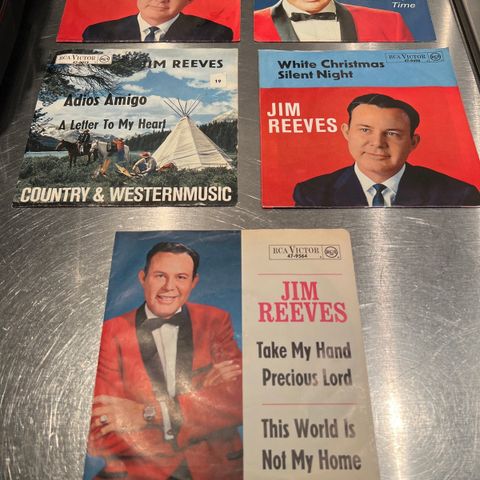 Time
RCA VICTOR
JIM REEVES
19
Adios Amigo
A Letter To My Heart
COUNTRY & WESTERNMUSIC
RCA VICTOR
White Christmas
Silent Night
JIM
REEVES
RCA VICTOR RCA
47-9564
JIM
REEVES
Take My Hand
Precious Lord
This World Is
Not My Home